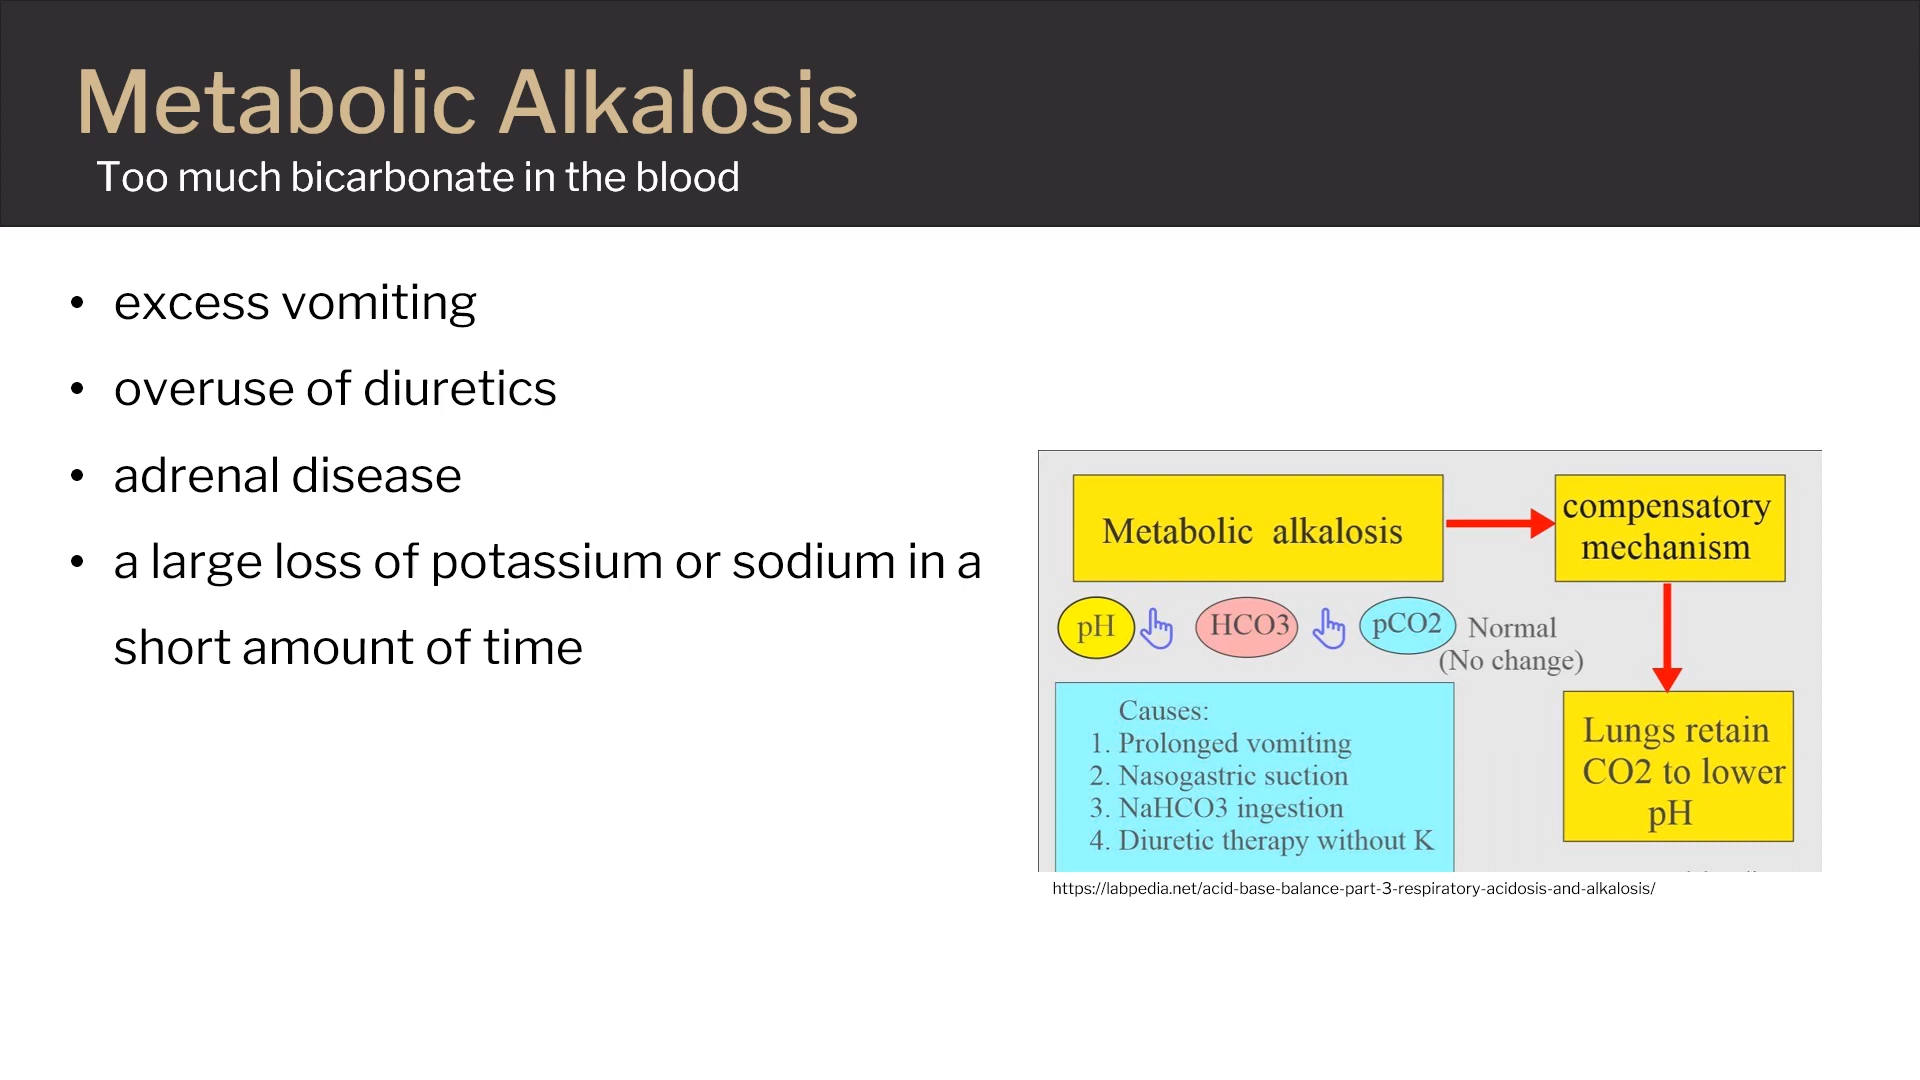 Metabolic Alkalosis
Too much bicarbonate in the blood
• excess vomiting
• overuse of diuretics
• adrenal disease
• a large loss of potassium or sodium in a
short amount of time
Metabolic alkalosis
compensatory
mechanism
pH
HCO3
pCO2
Normal
(No change)
Causes:
1. Prolonged vomiting
2. Nasogastric suction
3. NaHCO3 ingestion
4. Diuretic therapy without K
Lungs retain
CO2 to lower
pH
https://labpedia.net/acid-base-balance-part-3-respiratory-acidosis-and-alkalosis/